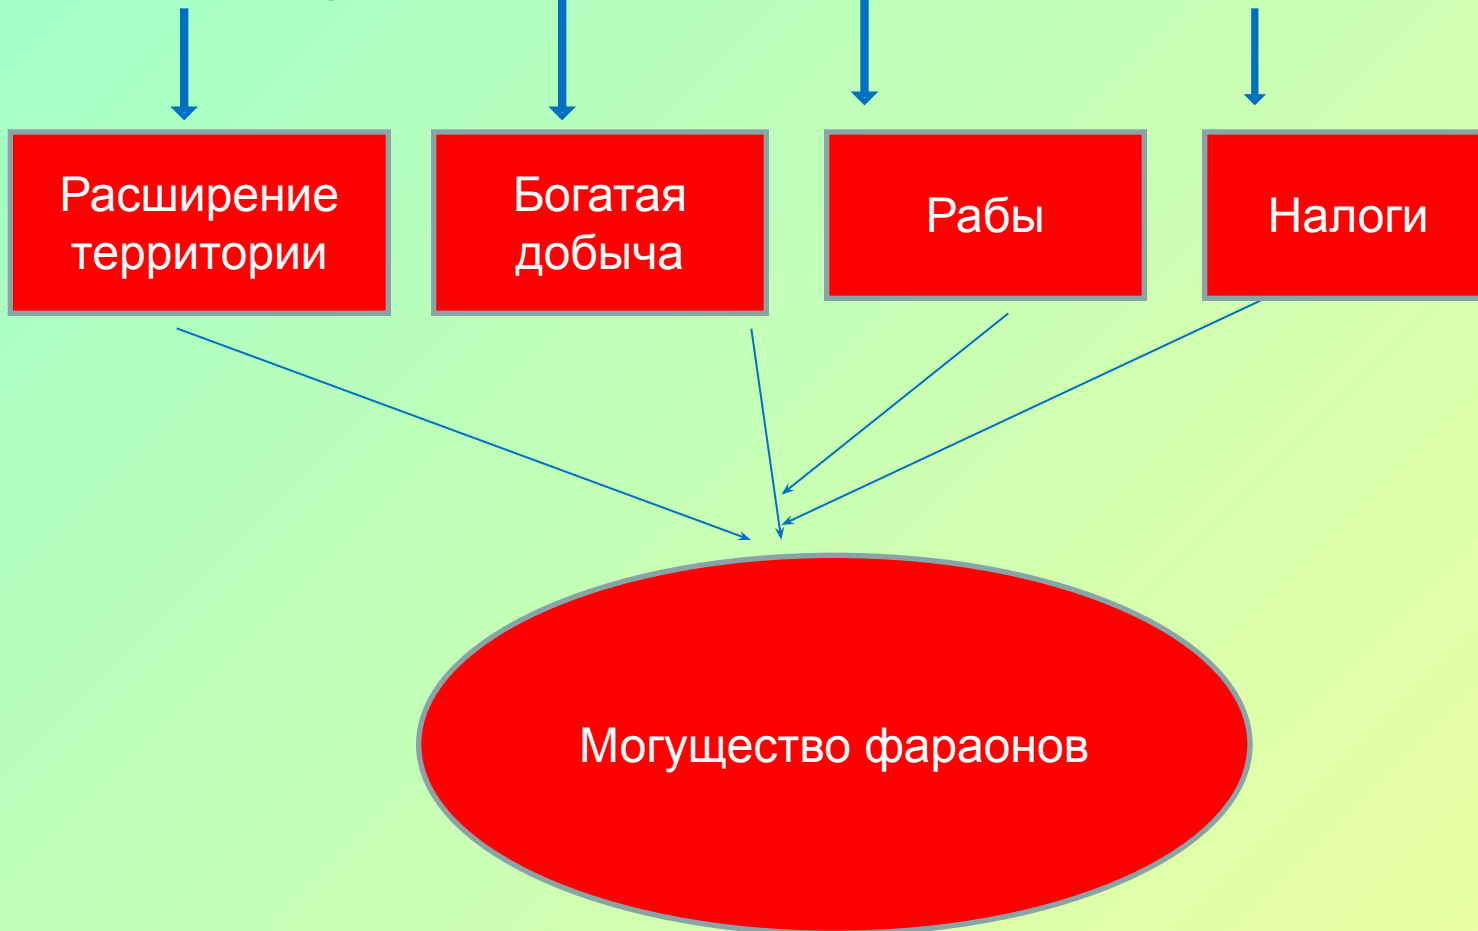 Расширение
территории
Богатая
добыча
Рабы
Налоги
Могущество фараонов